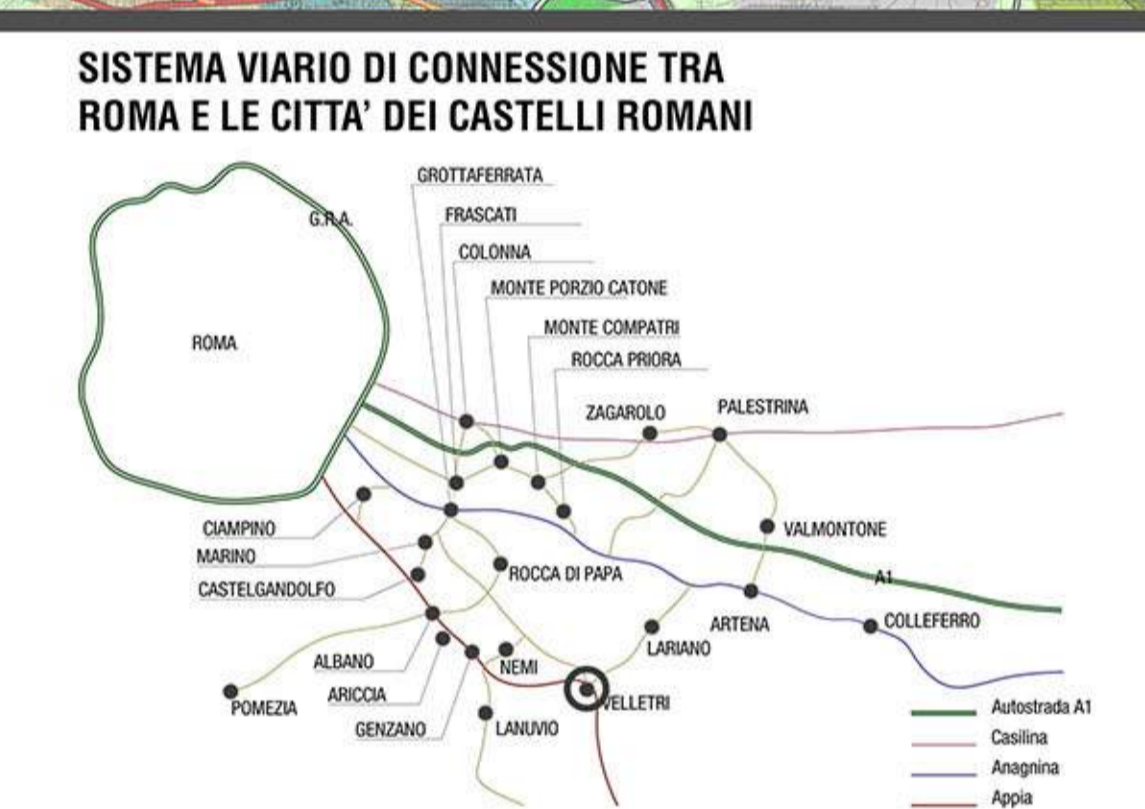 SISTEMA VIARIO DI CONNESSIONE TRA
ROMA E LE CITTA' DEI CASTELLI ROMANI
GROTTAFERRATA
FRASCATI
G.R.A.
COLONNA
MONTE PORZIO CATONE
MONTE COMPATRI
ROMA
ROCCA PRIORA
ZAGAROLO
PALESTRINA
CIAMPINO
VALMONTONE
MARINO
ROCCA DI PAPA
A1
CASTELGANDOLFO
ARTENA
COLLEFERRO
LARIANO
ALBANO
NEMI
ARICCIA
POMEZIA
VELLETRI
GENZANO
LANUVIO
Autostrada A1
Casilina
Anagnina
Appia